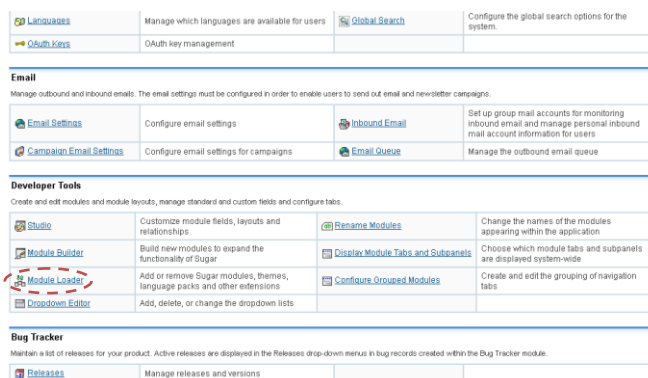 Languages
Manage which languages are available for users
Global Search
Configure the global search options for the
system.
OAuth Keys
OAuth key management
Email
Manage outbound and inbound emails. The email settings must be configured in order to enable users to send out email and newsletter campaigns.
Email Settings
Configure email settings
Inbound Email
Set up group mail accounts for monitoring
inbound email and manage personal inbound
mail account information for users
Campaign Email Settings
Configure email settings for campaigns
Email Queue
Manage the outbound email queue
Developer Tools
Create and edit modules and module layouts, manage standard and custom fields and configure tabs.
Studio
Customize module fields, layouts and
relationships
Rename Modules
Change the names of the modules
appearing within the application
Module Builder
Build new modules to expand the
functionality of Sugar
Display Module Tabs and Subpanels
Choose which module tabs and subpanels
are displayed system-wide
Module Loader
Add or remove Sugar modules, themes,
language packs and other extensions
Configure Grouped Modules
Create and edit the grouping of navigation
tabs
Dropdown Editor
Add, delete, or change the dropdown lists
Bug Tracker
Maintain a list of releases for your product. Active releases are displayed in the Releases drop-down menus in bug records created within the Bug Tracker module.
Releases
Manage releases and versions